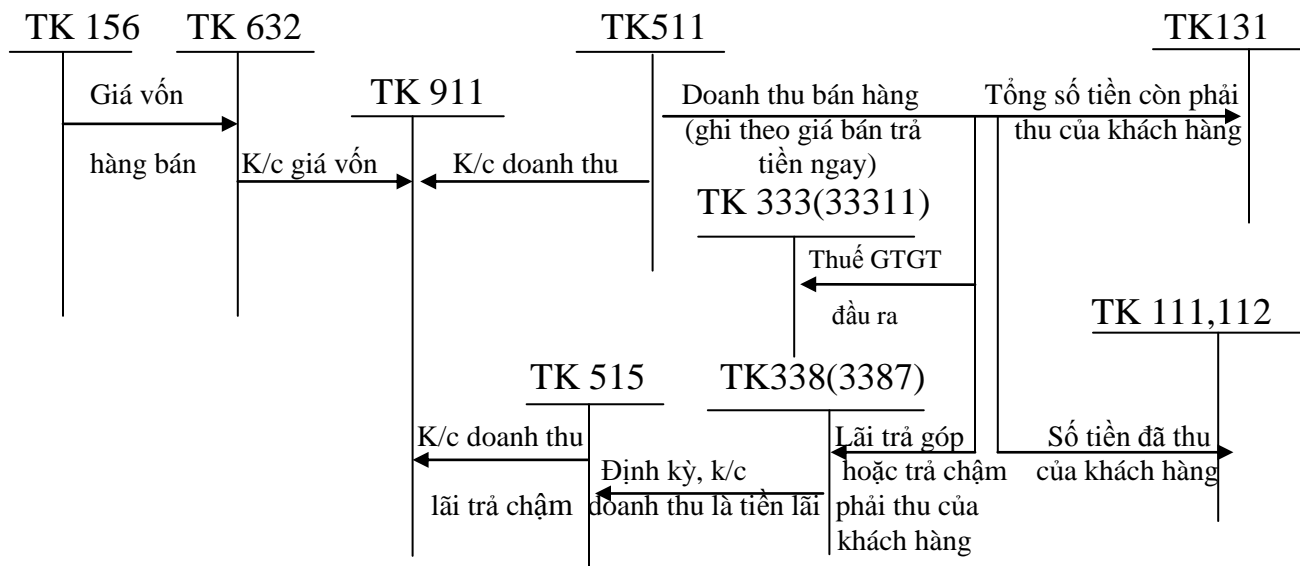 TK 156
TK 632
TK511
TK131
Giá vốn
hàng bán
TK 911
K/c giá vốn
K/c doanh thu
Doanh thu bán hàng
(ghi theo giá bán trả
tiền ngay)
Tổng số tiền còn phải
thu của khách hàng
TK 333(33311)
Thuế GTGT
đầu ra
TK 111,112
TK 515
TK338(3387)
K/c doanh thu
lãi trả chậm
Định kỳ, k/c
doanh thu là tiền lãi
Lãi trả góp
hoặc trả chậm
phải thu của
khách hàng
Số tiền đã thu
của khách hàng